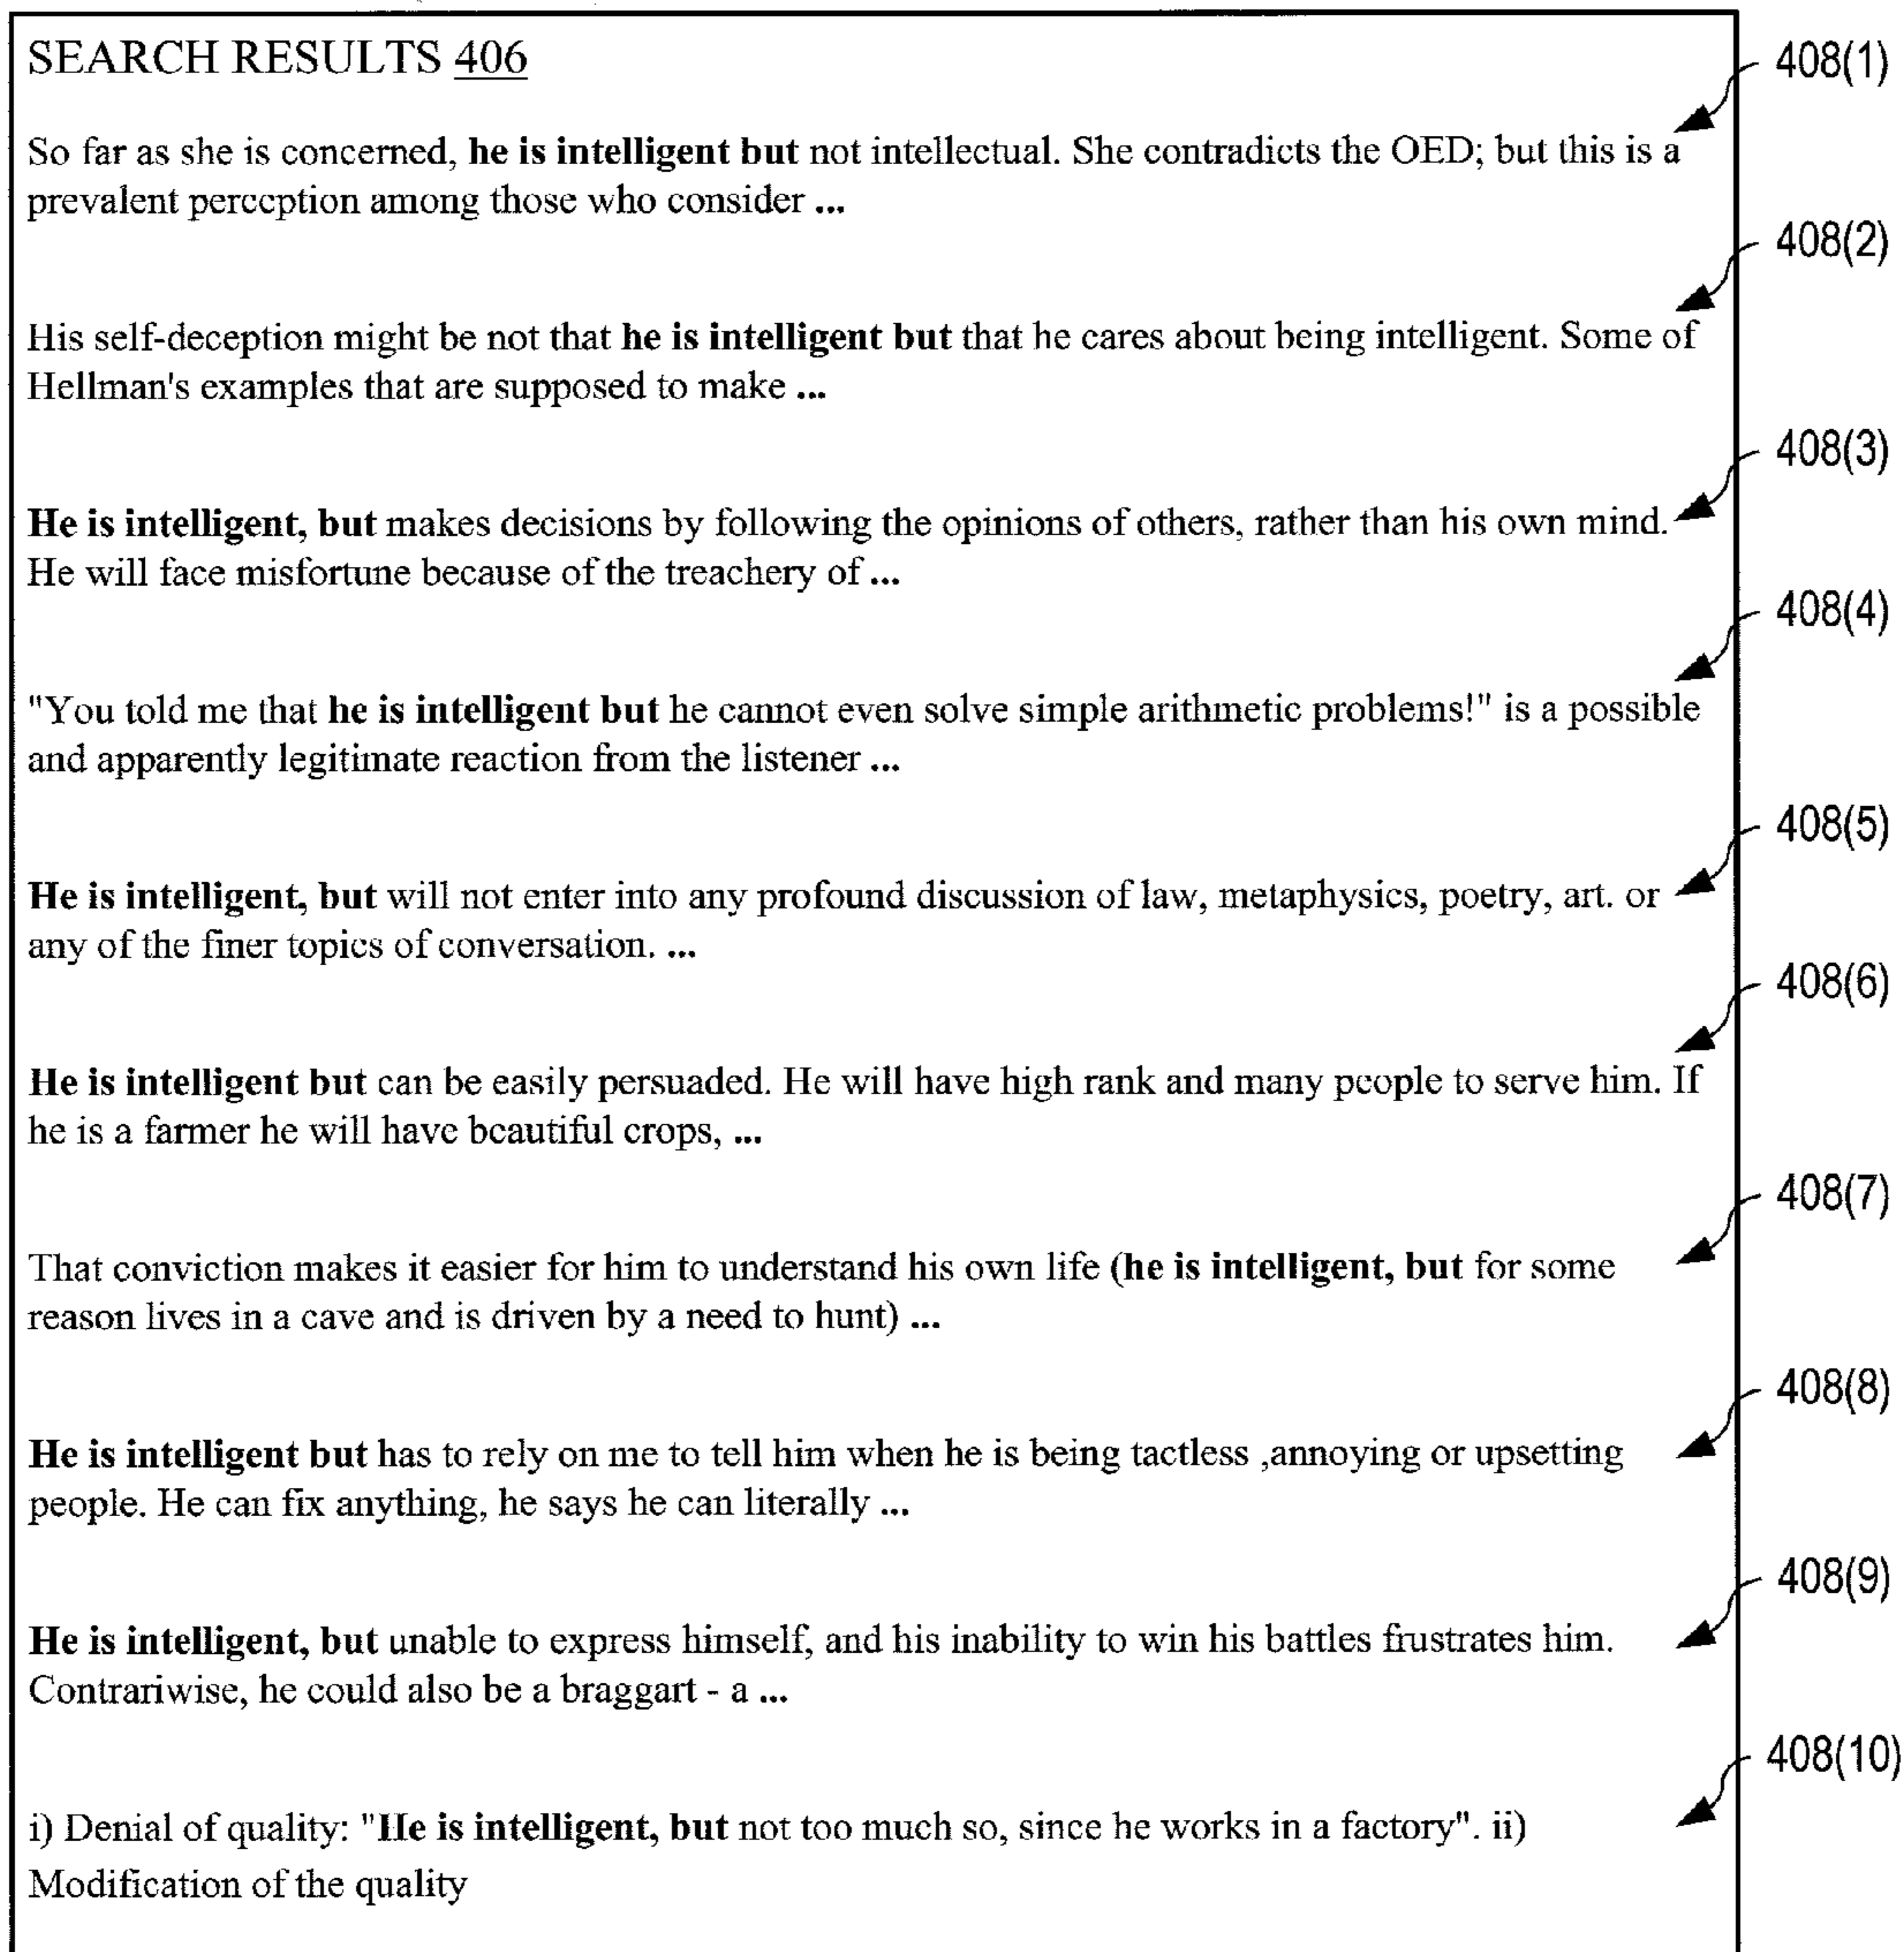 SEARCH RESULTS 406
408(1)
So far as she is concerned, he is intelligent but not intellectual. She contradicts the OED; but this is a
prevalent perception among those who consider ...
408(2)
His self-deception might be not that he is intelligent but that he cares about being intelligent. Some of
Hellman's examples that are supposed to make ...
408(3)
He is intelligent, but makes decisions by following the opinions of others, rather than his own mind.
He will face misfortune because of the treachery of ...
408(4)
"You told me that he is intelligent but he cannot even solve simple arithmetic problems!" is a possible
and apparently legitimate reaction from the listener ...
408(5)
He is intelligent, but will not enter into any profound discussion of law, metaphysics, poetry, art. or
any of the finer topics of conversation. ...
408(6)
He is intelligent but can be easily persuaded. He will have high rank and many people to serve him. If
he is a farmer he will have beautiful crops, ...
408(7)
That conviction makes it easier for him to understand his own life (he is intelligent, but for some
reason lives in a cave and is driven by a need to hunt) ...
408(8)
He is intelligent but has to rely on me to tell him when he is being tactless ,annoying or upsetting
people. He can fix anything, he says he can literally ...
408(9)
He is intelligent, but unable to express himself, and his inability to win his battles frustrates him.
Contrariwise, he could also be a braggart - a ...
408(10)
i) Denial of quality: "He is intelligent, but not too much so, since he works in a factory". ii)
Modification of the quality